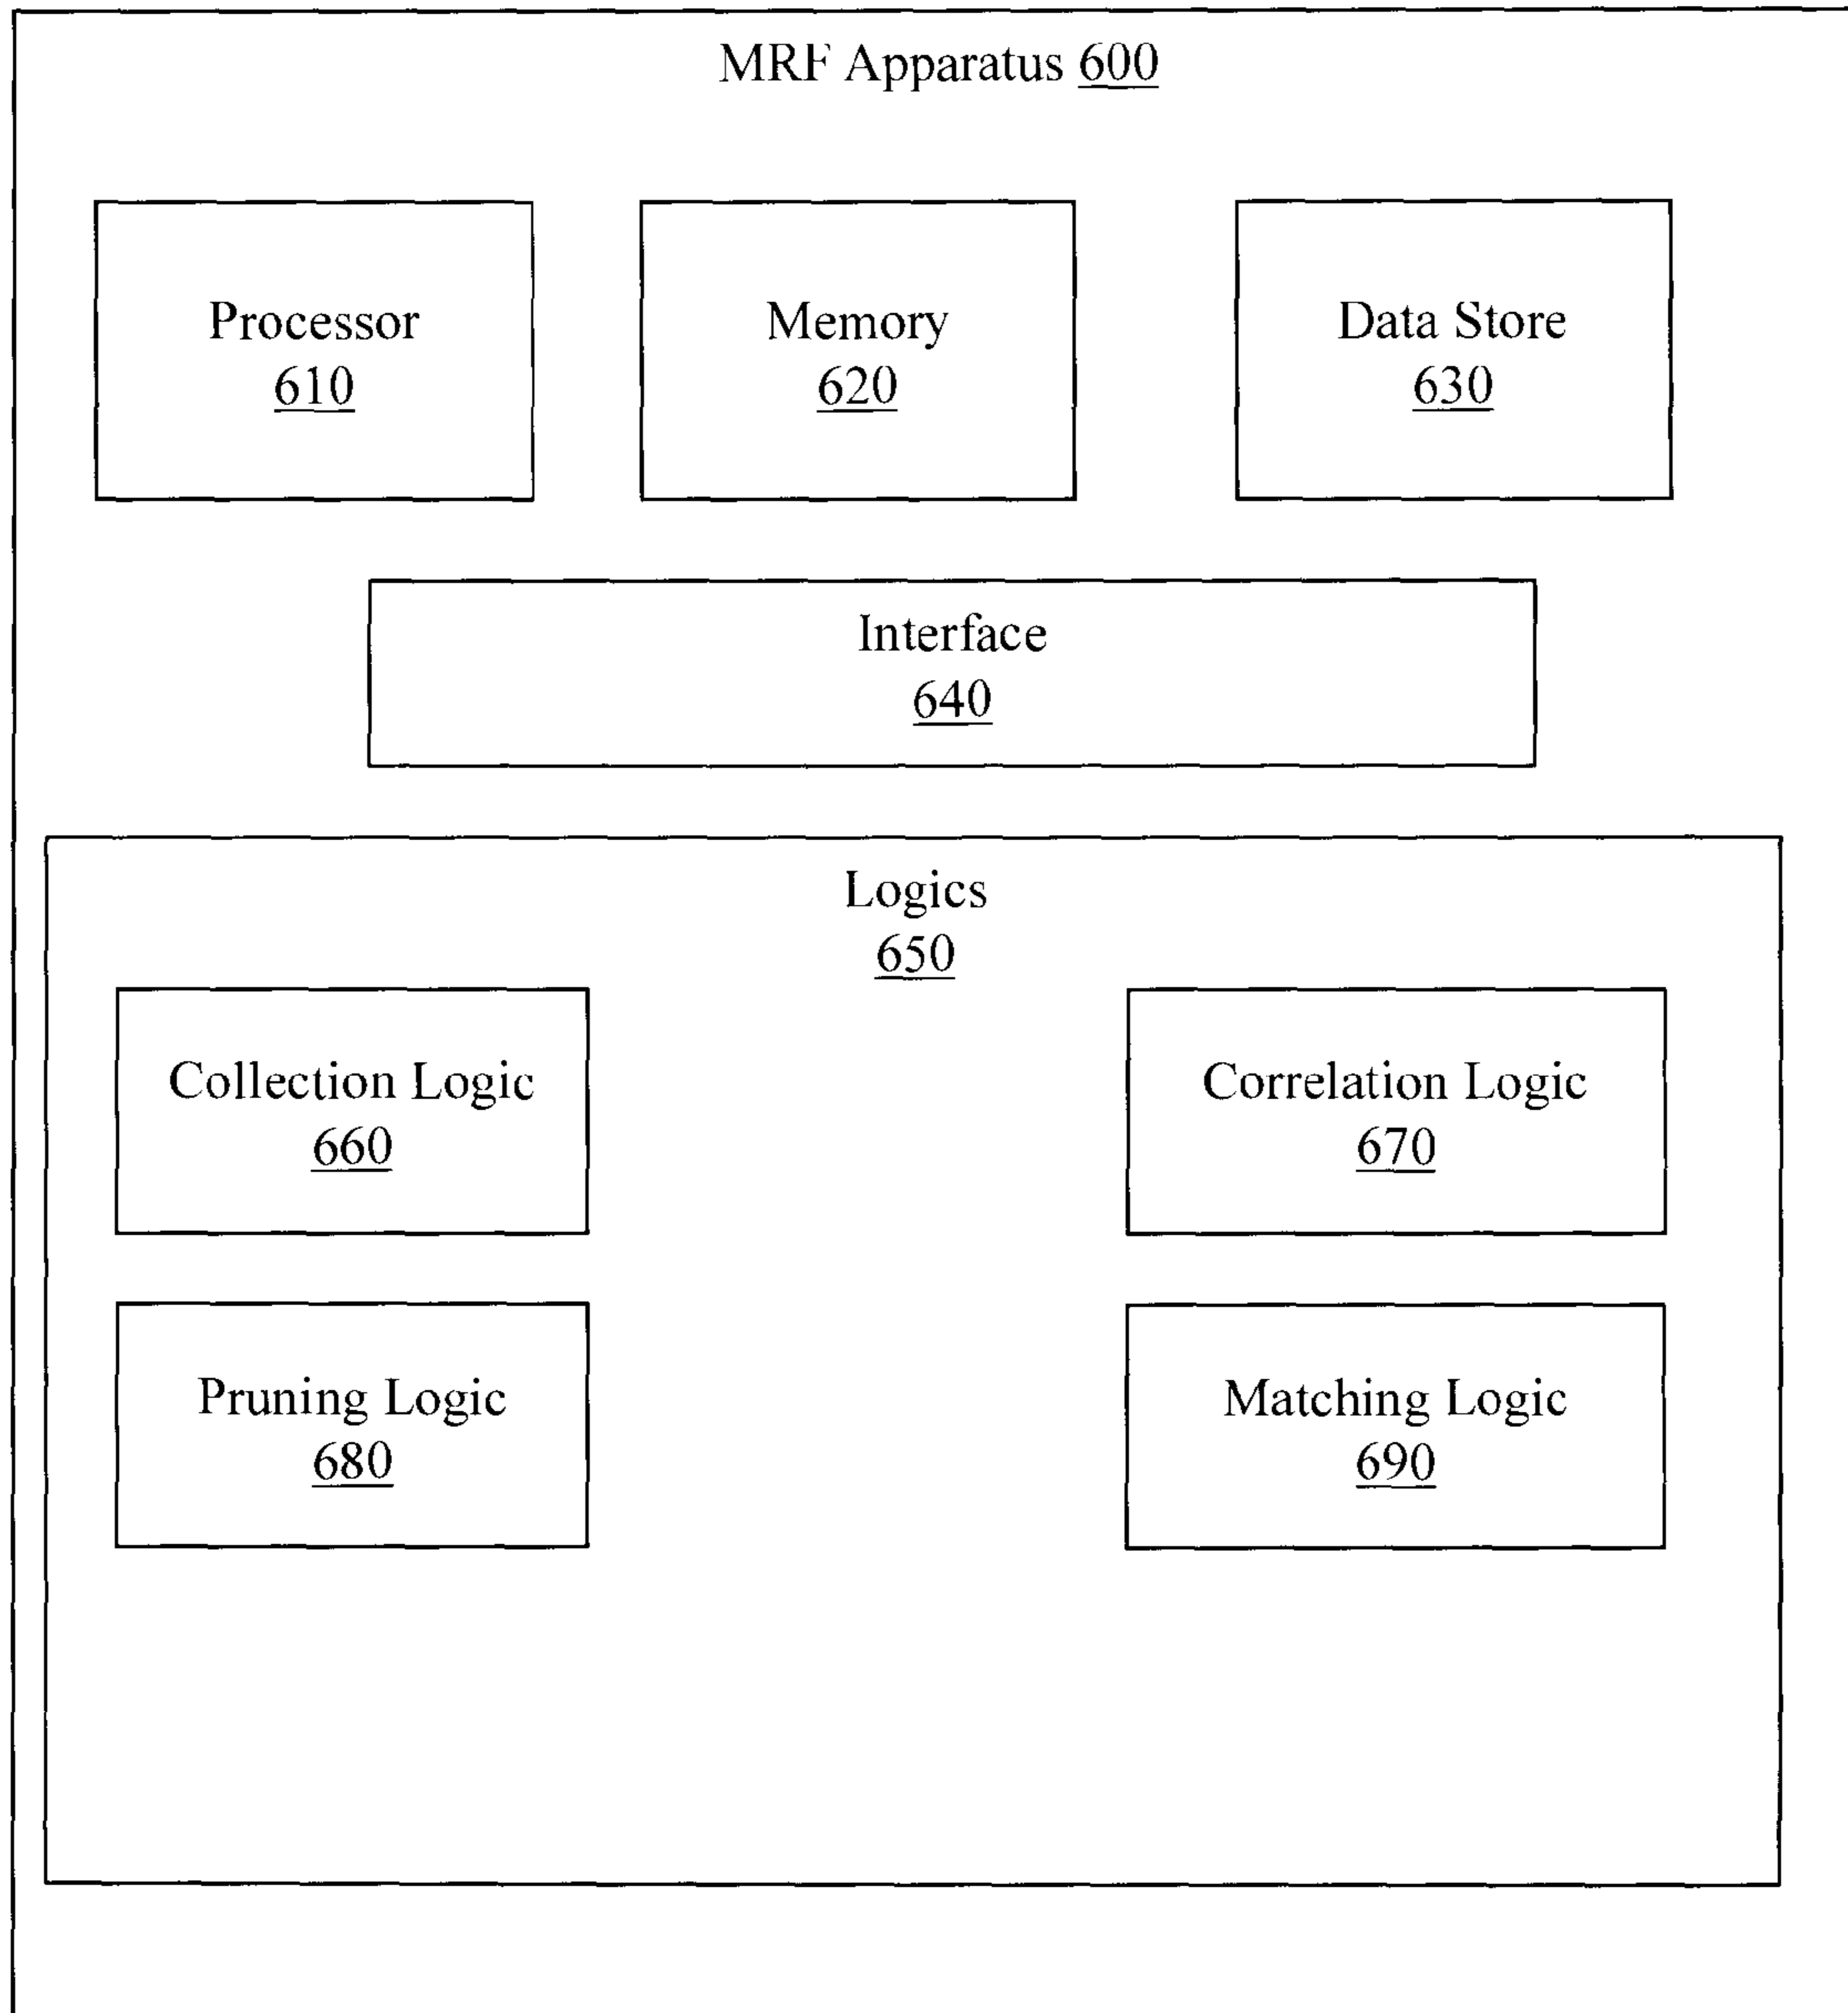 MRF Apparatus 600
Processor
610
Memory
620
Data Store
630
Interface
640
Logics
650
Collection Logic
660
Correlation Logic
670
Pruning Logic
680
Matching Logic
690